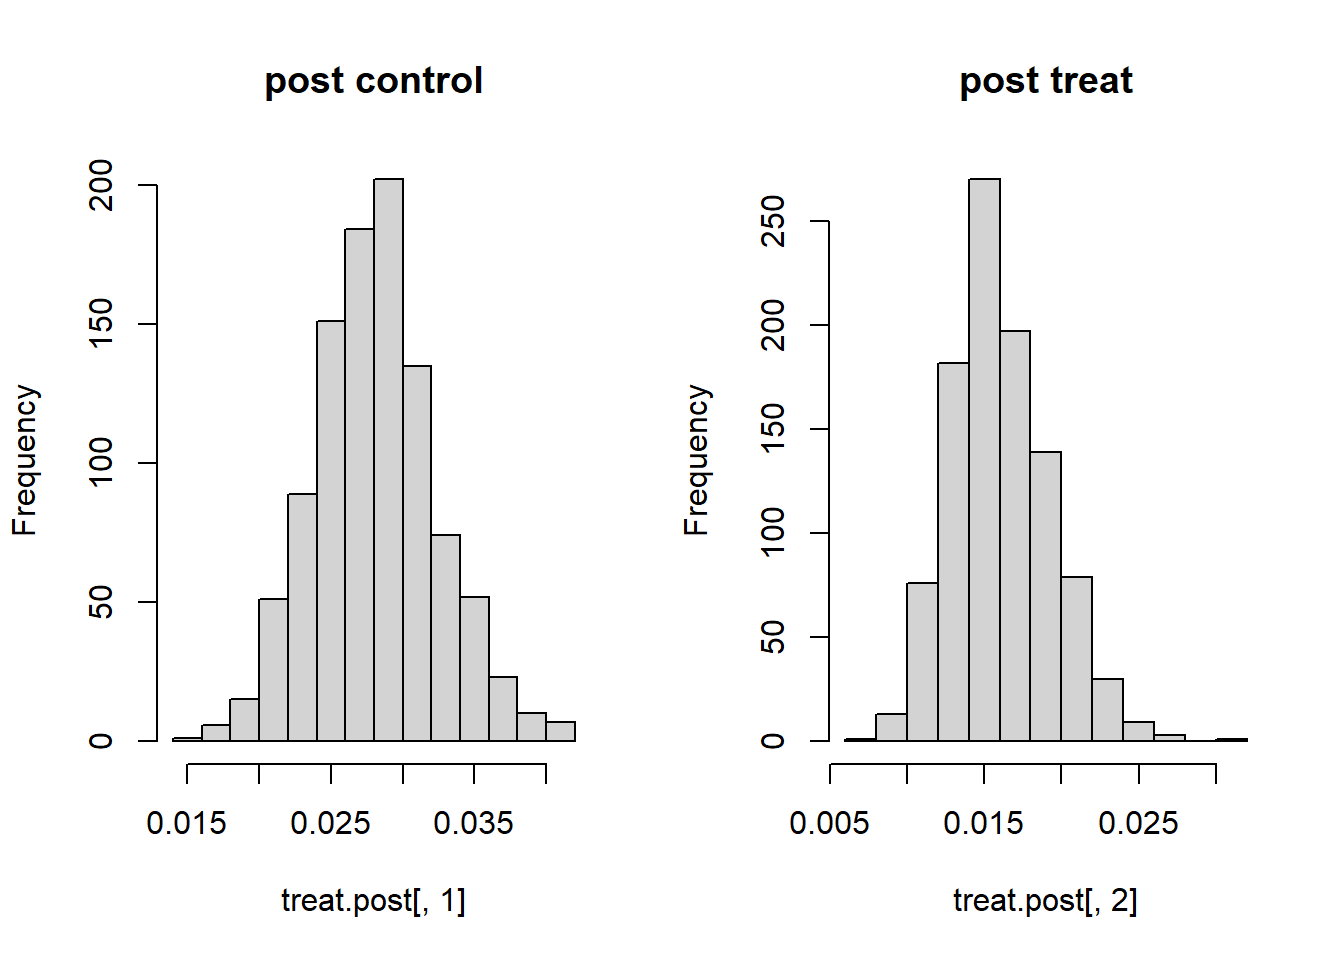 post control
Frequency
200
150
100
50
0
0.015 0.025 0.035
treat.post[, 1]
post treat
Frequency
250
200
150
100
50
0
0.005 0.015 0.025
treat.post[, 2]